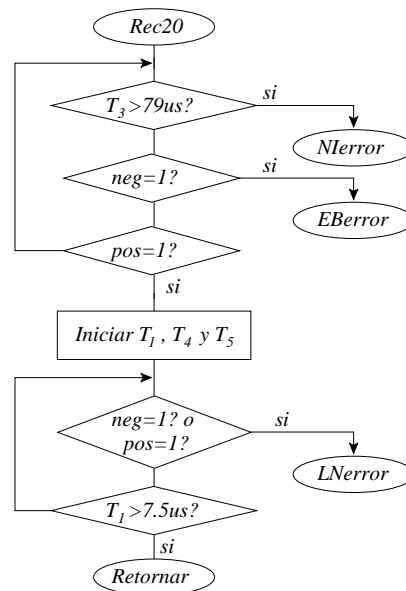 Rec20
T3>79us?
si
NIerror
neg=1?
si
EBerror
pos=1?
si
Iniciar T1 , T4 y T5
neg=1? o
pos=1?
si
LNerror
T1>7.5us?
si
Retornar